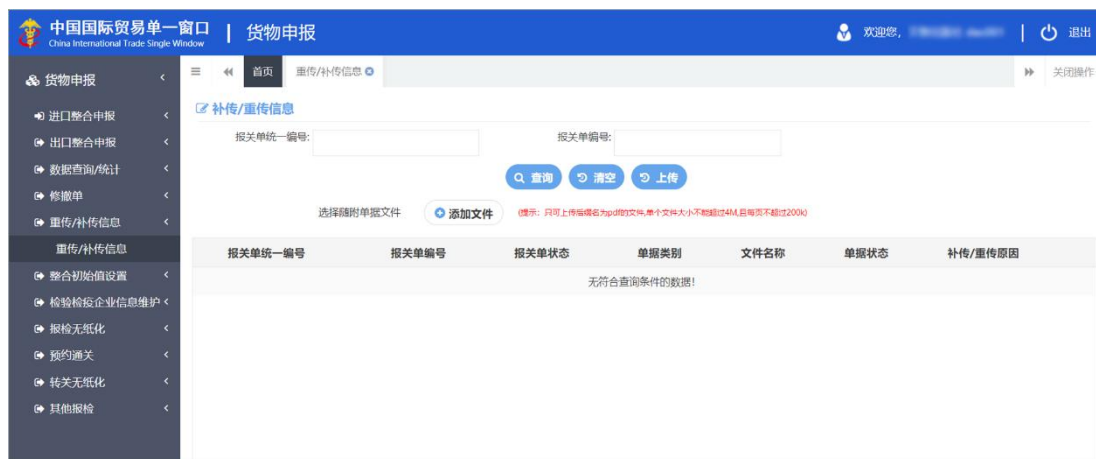 中国国际贸易单一窗口
China International Trade Single Window
货物申报
欢迎您,
退出
货物申报
首页
重传/补传信息
关闭操作
进口整合申报
出口整合申报
数据查询/统计
修撤单
重传/补传信息
重传/补传信息
整合初始值设置
检验检疫企业信息维护
报检无纸化
预约通关
转关无纸化
其他报检
补传/重传信息
报关单统一编号:
报关单编号:
查询
清空
上传
选择随附单据文件
添加文件
(提示：只可上传后缀名为pdf的文件,单个文件大小不能超过4M,且每页不超过200k)
报关单统一编号 报关单编号 报关单状态 单据类别 文件名称 单据状态 补传/重传原因
无符合查询条件的数据!